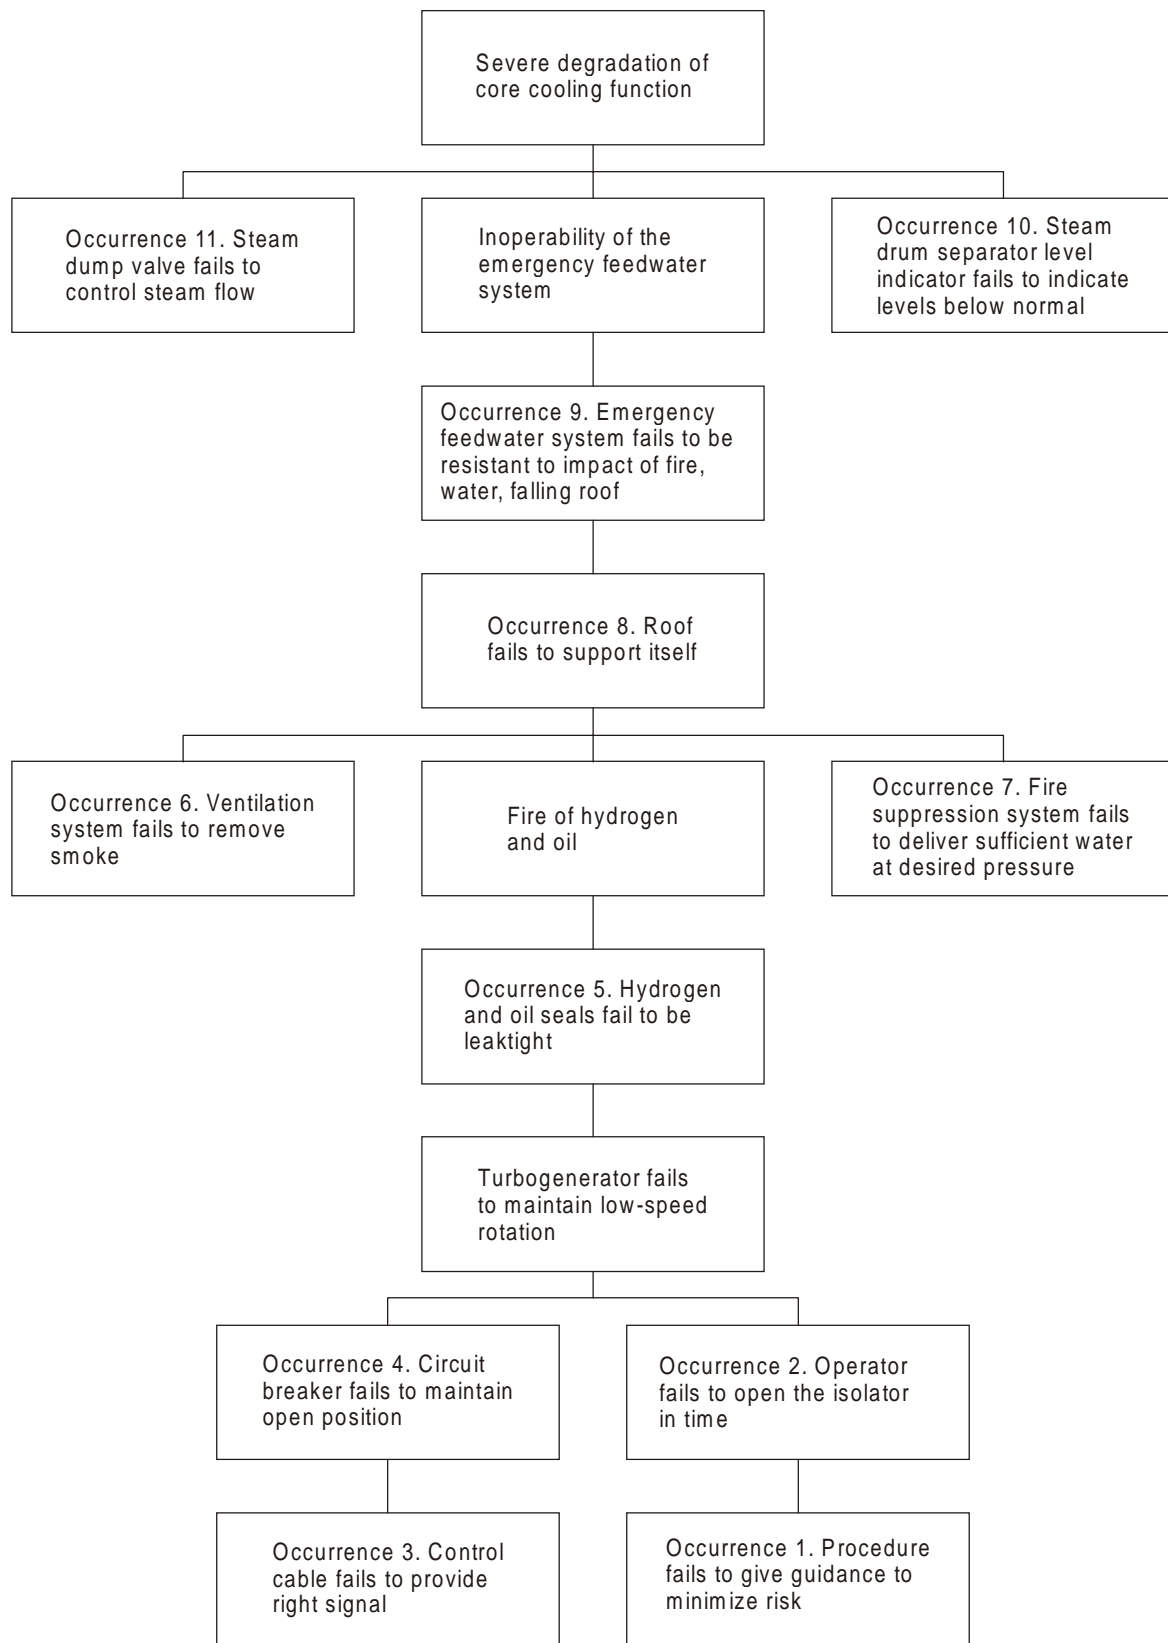 Severe degradation of
core cooling function
Occurrence 11. Steam
dump valve fails to
control steam flow
Inoperability of the
emergency feedwater
system
Occurrence 10. Steam
drum separator level
indicator fails to indicate
levels below normal
Occurrence 9. Emergency
feedwater system fails to be
resistant to impact of fire,
water, falling roof
Occurrence 8. Roof
fails to support itself
Occurrence 6. Ventilation
system fails to remove
smoke
Fire of hydrogen
and oil
Occurrence 7. Fire
suppression system fails
to deliver sufficient water
at desired pressure
Occurrence 5. Hydrogen
and oil seals fail to be
leaktight
Turbogenerator fails
to maintain low-speed
rotation
Occurrence 4. Circuit
breaker fails to maintain
open position
Occurrence 2. Operator
fails to open the isolator
in time
Occurrence 3. Control
cable fails to provide
right signal
Occurrence 1. Procedure
fails to give guidance to
minimize risk